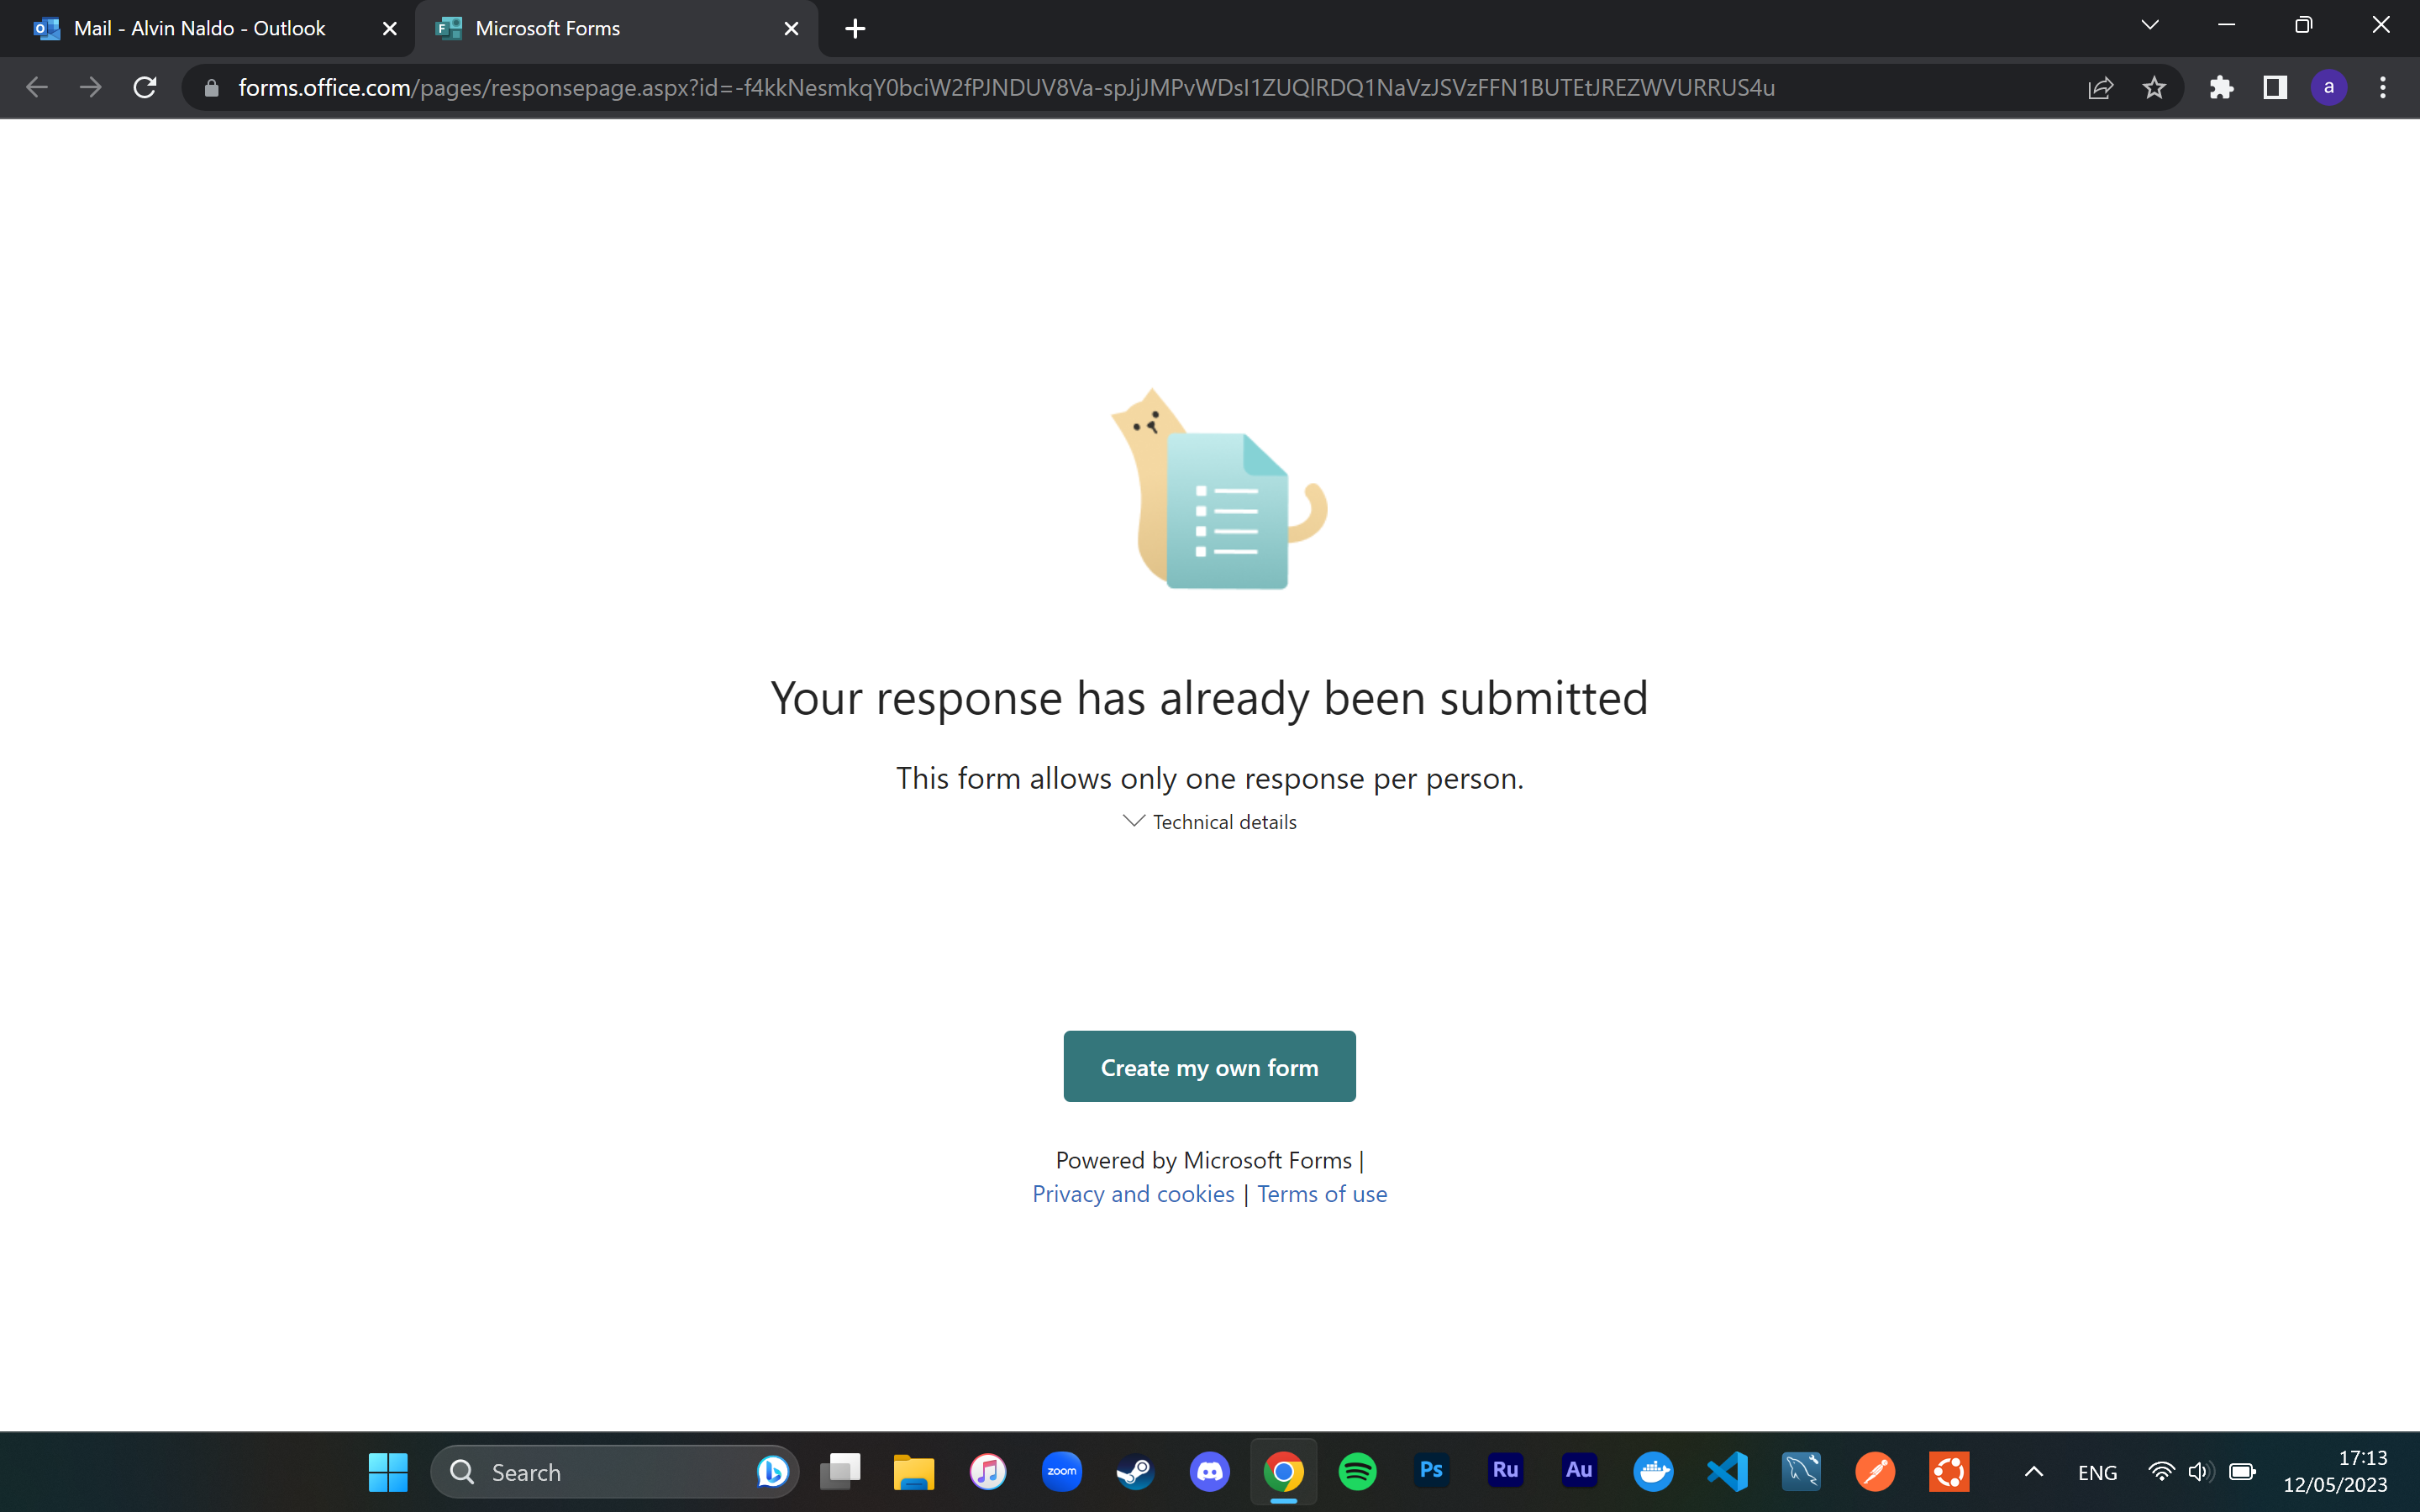 Mail - Alvin Naldo - Outlook
Microsoft Forms
forms.office.com/pages/responsepage.aspx?id=-f4kkNesmkqY0bciW2fPJNDUV8Va-spJjJMPvWDsI1ZUQlRDQ1NaVzJSVzFFN1BUTEtJREZWVURRUS4u
a
Your response has already been submitted
This form allows only one response per person.
Technical details
Create my own form
Powered by Microsoft Forms |
Privacy and cookies | Terms of use
Search
zoom
Ps
Ru
Au
ENG
17:13
12/05/2023